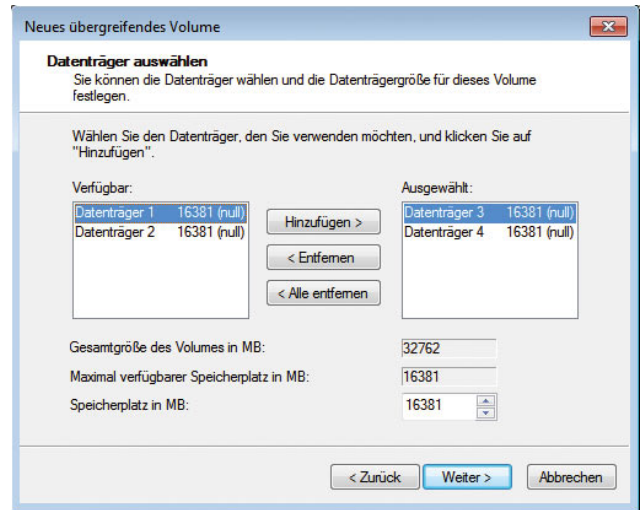 Neues übergreifendes Volume
Datenträger auswählen
Sie können die Datenträger wählen und die Datenträgergröße für dieses Volume
festlegen.
Wählen Sie den Datenträger, den Sie verwenden möchten, und klicken Sie auf
"Hinzufügen".
Verfügbar:
Datenträger 1 16381 (null)
Datenträger 2 16381 (null)
Hinzufügen >
< Entfernen
< Alle entfernen
Ausgewählt:
Datenträger 3 16381 (null)
Datenträger 4 16381 (null)
Gesamtgröße des Volumes in MB: 32762
Maximal verfügbarer Speicherplatz in MB: 16381
Speicherplatz in MB: 16381
< Zurück Weiter > Abbrechen